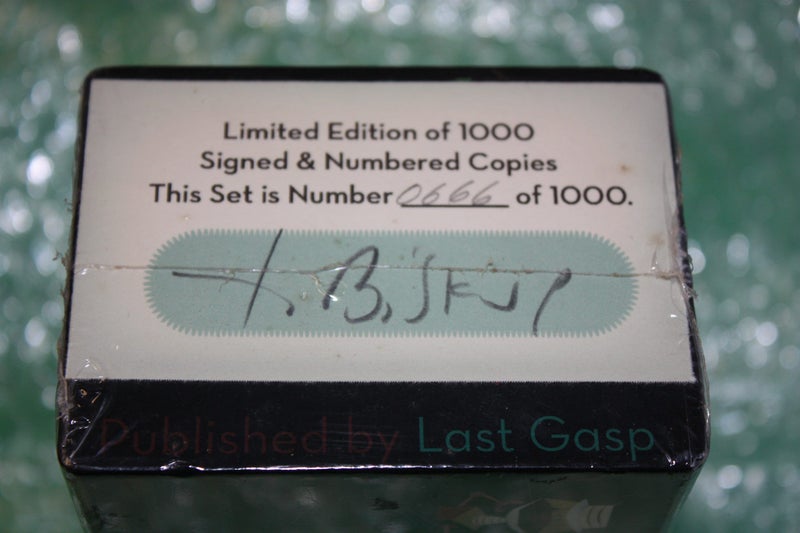 Limited Edition of 1000
Signed & Numbered Copies
This Set is Number 0666 of 1000.
Published by Last Gasp